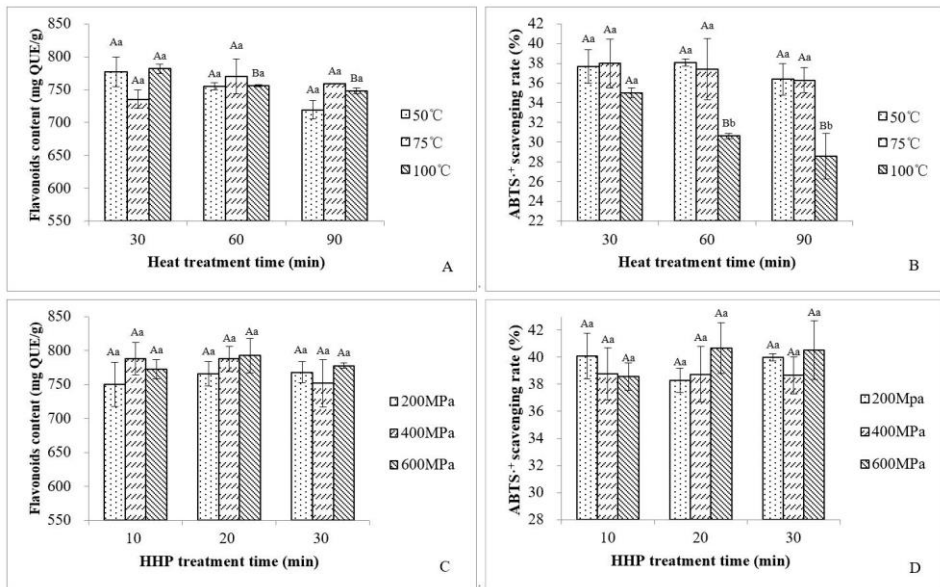 Flavonoids content (mg QUE/g)
850
800
750
700
650
600
550
Aa
Aa
Aa
Aa
Aa
Ba
Aa
Aa
Ba
30
60
90
Heat treatment time (min)
50℃
75℃
100℃
A
ABTS·⁺ scavenging rate (%)
42
40
38
36
34
32
30
28
26
24
22
Aa
Aa
Aa
Aa
Aa
Bb
Aa
Aa
Bb
30
60
90
Heat treatment time (min)
50℃
75℃
100℃
B
Flavonoids content (mg QUE/g)
850
800
750
700
650
600
550
Aa
Aa
Aa
Aa
Aa
Aa
Aa
Aa
Aa
10
20
30
HHP treatment time (min)
200MPa
400MPa
600MPa
C
ABTS·⁺ scavenging rate (%)
42
40
38
36
34
32
30
28
Aa
Aa
Aa
Aa
Aa
Aa
Aa
Aa
Aa
10
20
30
HHP treatment time (min)
200Mpa
400MPa
600MPa
D